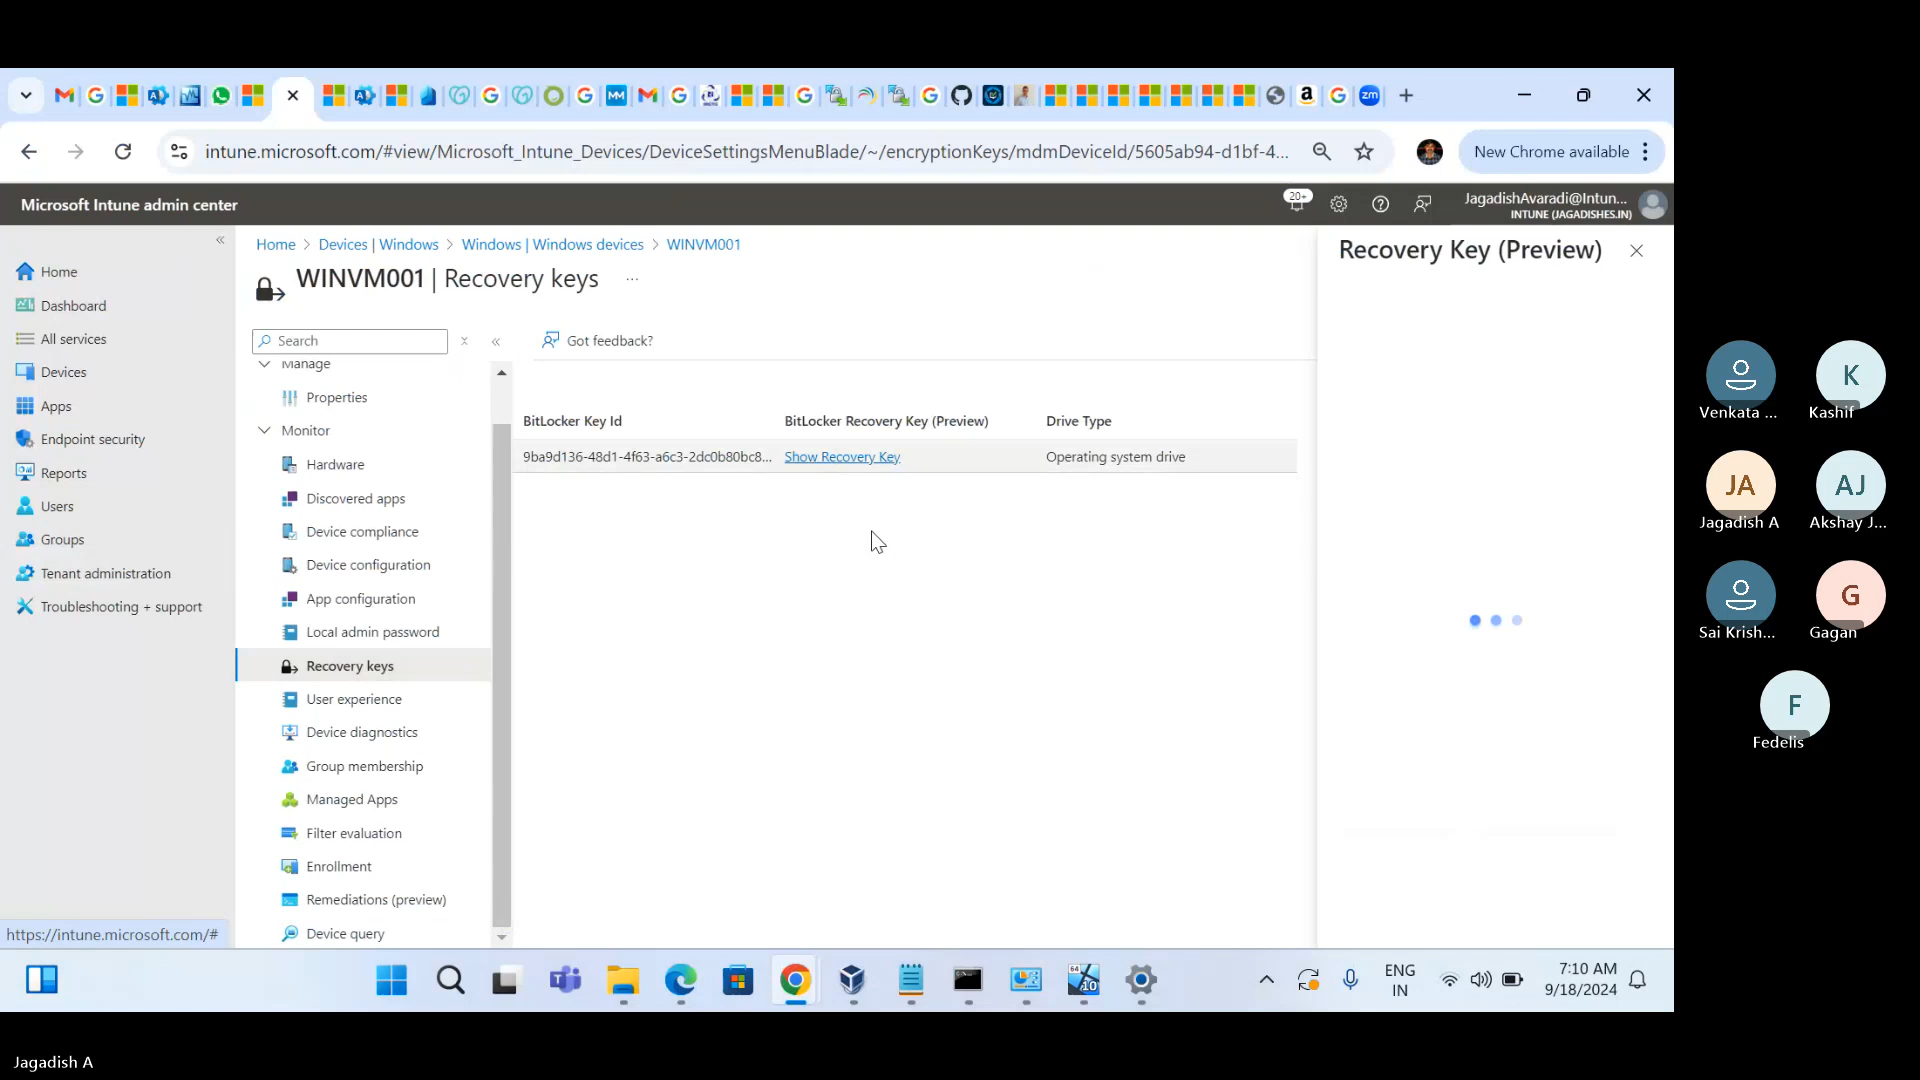 intune.microsoft.com/#view/Microsoft_Intune_Devices/DeviceSettingsMenuBlade/~/encryptionKeys/mdmDeviceId/5605ab94-d1bf-4...
New Chrome available
Microsoft Intune admin center
20+
JagadishAvaradi@Intun...
INTUNE (JAGADISHES.IN)
Home
Dashboard
All services
Devices
Apps
Endpoint security
Reports
Users
Groups
Tenant administration
Troubleshooting + support
https://intune.microsoft.com/#
Home > Devices | Windows > Windows | Windows devices > WINVM001
WINVM001 | Recovery keys ...
Search
Manage
Properties
Monitor
Hardware
Discovered apps
Device compliance
Device configuration
App configuration
Local admin password
Recovery keys
User experience
Device diagnostics
Group membership
Managed Apps
Filter evaluation
Enrollment
Remediations (preview)
Device query
Got feedback?
BitLocker Key Id BitLocker Recovery Key (Preview) Drive Type
9ba9d136-48d1-4f63-a6c3-2dc0b80bc8... Show Recovery Key Operating system drive
Recovery Key (Preview)
Venkata ...
K
Kashif
JA
Jagadish A
AJ
Akshay J...
Sai Krish...
G
Gagan
F
Fedelis
ENG
IN
7:10 AM
9/18/2024
Jagadish A